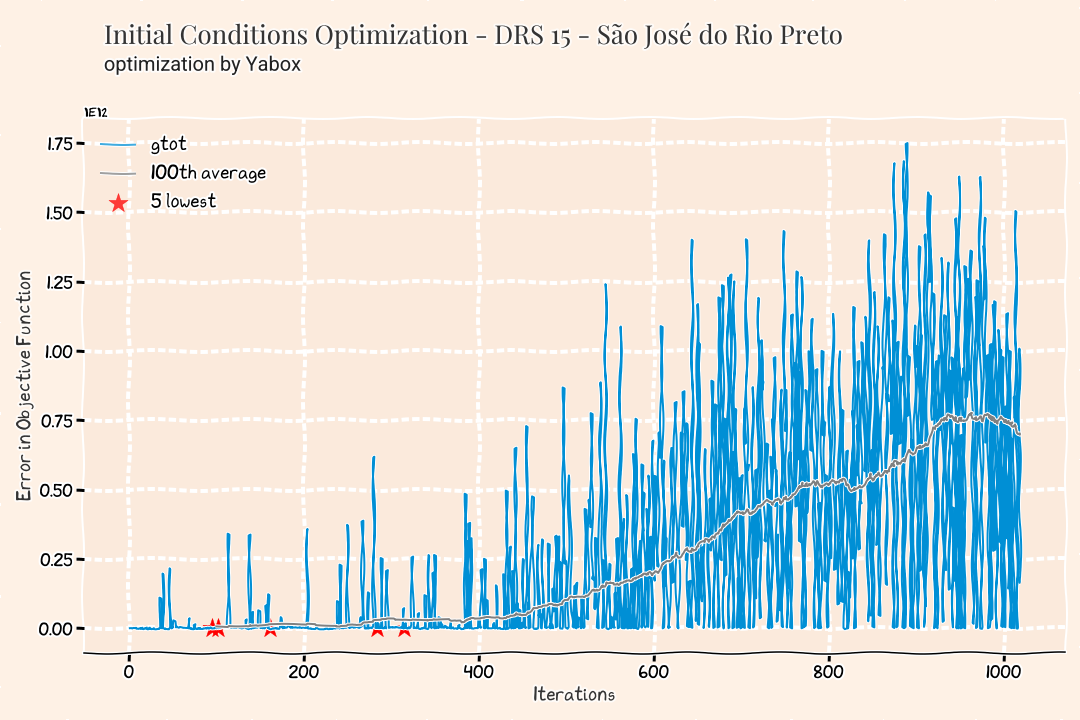 Initial Conditions Optimization - DRS 15 - São José do Rio Preto
optimization by Yabox
1E12
1.75
1.50
1.25
1.00
0.75
0.50
0.25
0.00
gtot
100th average
5 lowest
Error in Objective Function
0 200 400 600 800 1000
Iterations